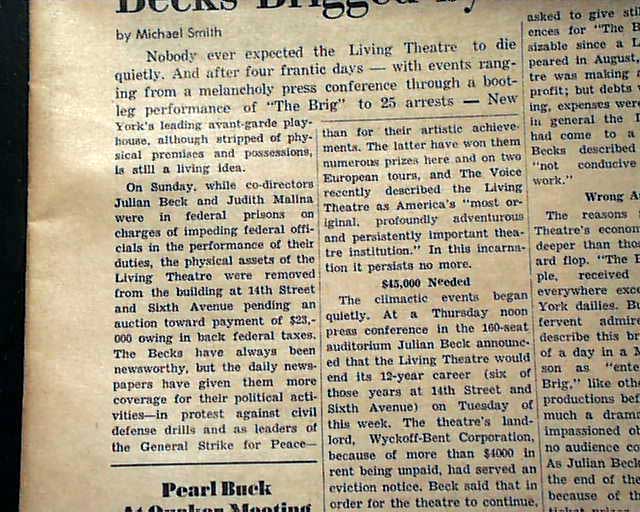 Becks Brigged by
by Michael Smith
Nobody ever expected the Living Theatre to die
quietly. And after four frantic days — with events rang-
ing from a melancholy press conference through a boot-
leg performance of "The Brig" to 25 arrests — New
York's leading avant-garde play-
house, although stripped of phy-
sical premises and possessions,
is still a living idea.
On Sunday, while co-directors
Julian Beck and Judith Malina
were in federal prisons on
charges of impeding federal offi-
cials in the performance of their
duties, the physical assets of the
Living Theatre were removed
from the building at 14th Street
and Sixth Avenue pending an
auction toward payment of $23,-
000 owing in back federal taxes.
The Becks have always been
newsworthy, but the daily news-
papers have given them more
coverage for their political acti-
vities—in protest against civil
defense drills and as leaders of
the General Strike for Peace—
Pearl Buck
At Quaker Meeting
than for their artistic achieve-
ments. The latter have won them
numerous prizes here and on two
European tours, and The Voice
recently described the Living
Theatre as America's "most or-
iginal, profoundly adventurous
and persistently important thea-
tre institution." In this incarna-
tion it persists no more.
$45,000 Needed
The climactic events began
quietly. At a Thursday noon
press conference in the 160-seat
auditorium Julian Beck announc-
ed that the Living Theatre would
end its 12-year career (six of
those years at 14th Street and
Sixth Avenue) on Tuesday of
this week. The theatre's land-
lord, Wyckoff-Bent Corporation,
because of more than $4000 in
rent being unpaid, had served an
eviction notice. Beck said that in
order for the theatre to continue,
asked to give sti
ences for "The B
sizable since a L
peared in August,
tre was making
profit; but debts w
ing, expenses were
in general the L
had come to a
Becks described
"not conducive
work."
Wrong A
The reasons
Theatre's econom
deeper than tho
ard flop. "The B
ple, received
everywhere exce
York dailies. B
fervent admire
describe this br
of a day in a M
son as "ente
Brig," like othe
productions bef
much a drama
impassioned ob
no audience co
As Julian Beck
the end of the
because of th
ticket prices